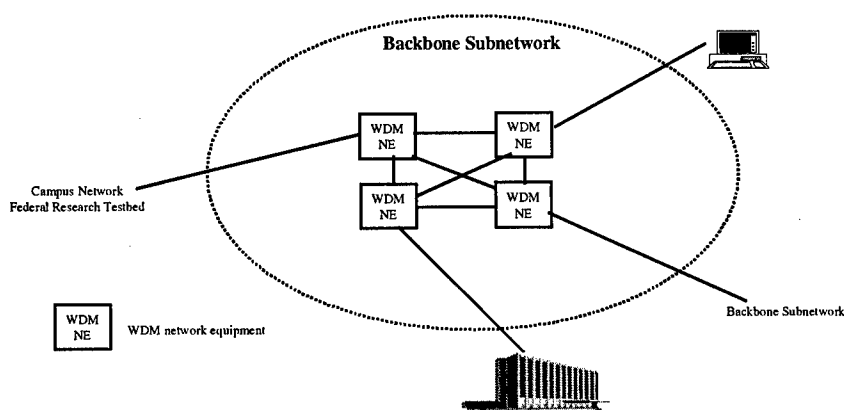 Backbone Subnetwork
WDM
NE
WDM
NE
WDM
NE
WDM
NE
Campus Network
Federal Research Testbed
Backbone Subnetwork
WDM
NE
WDM network equipment